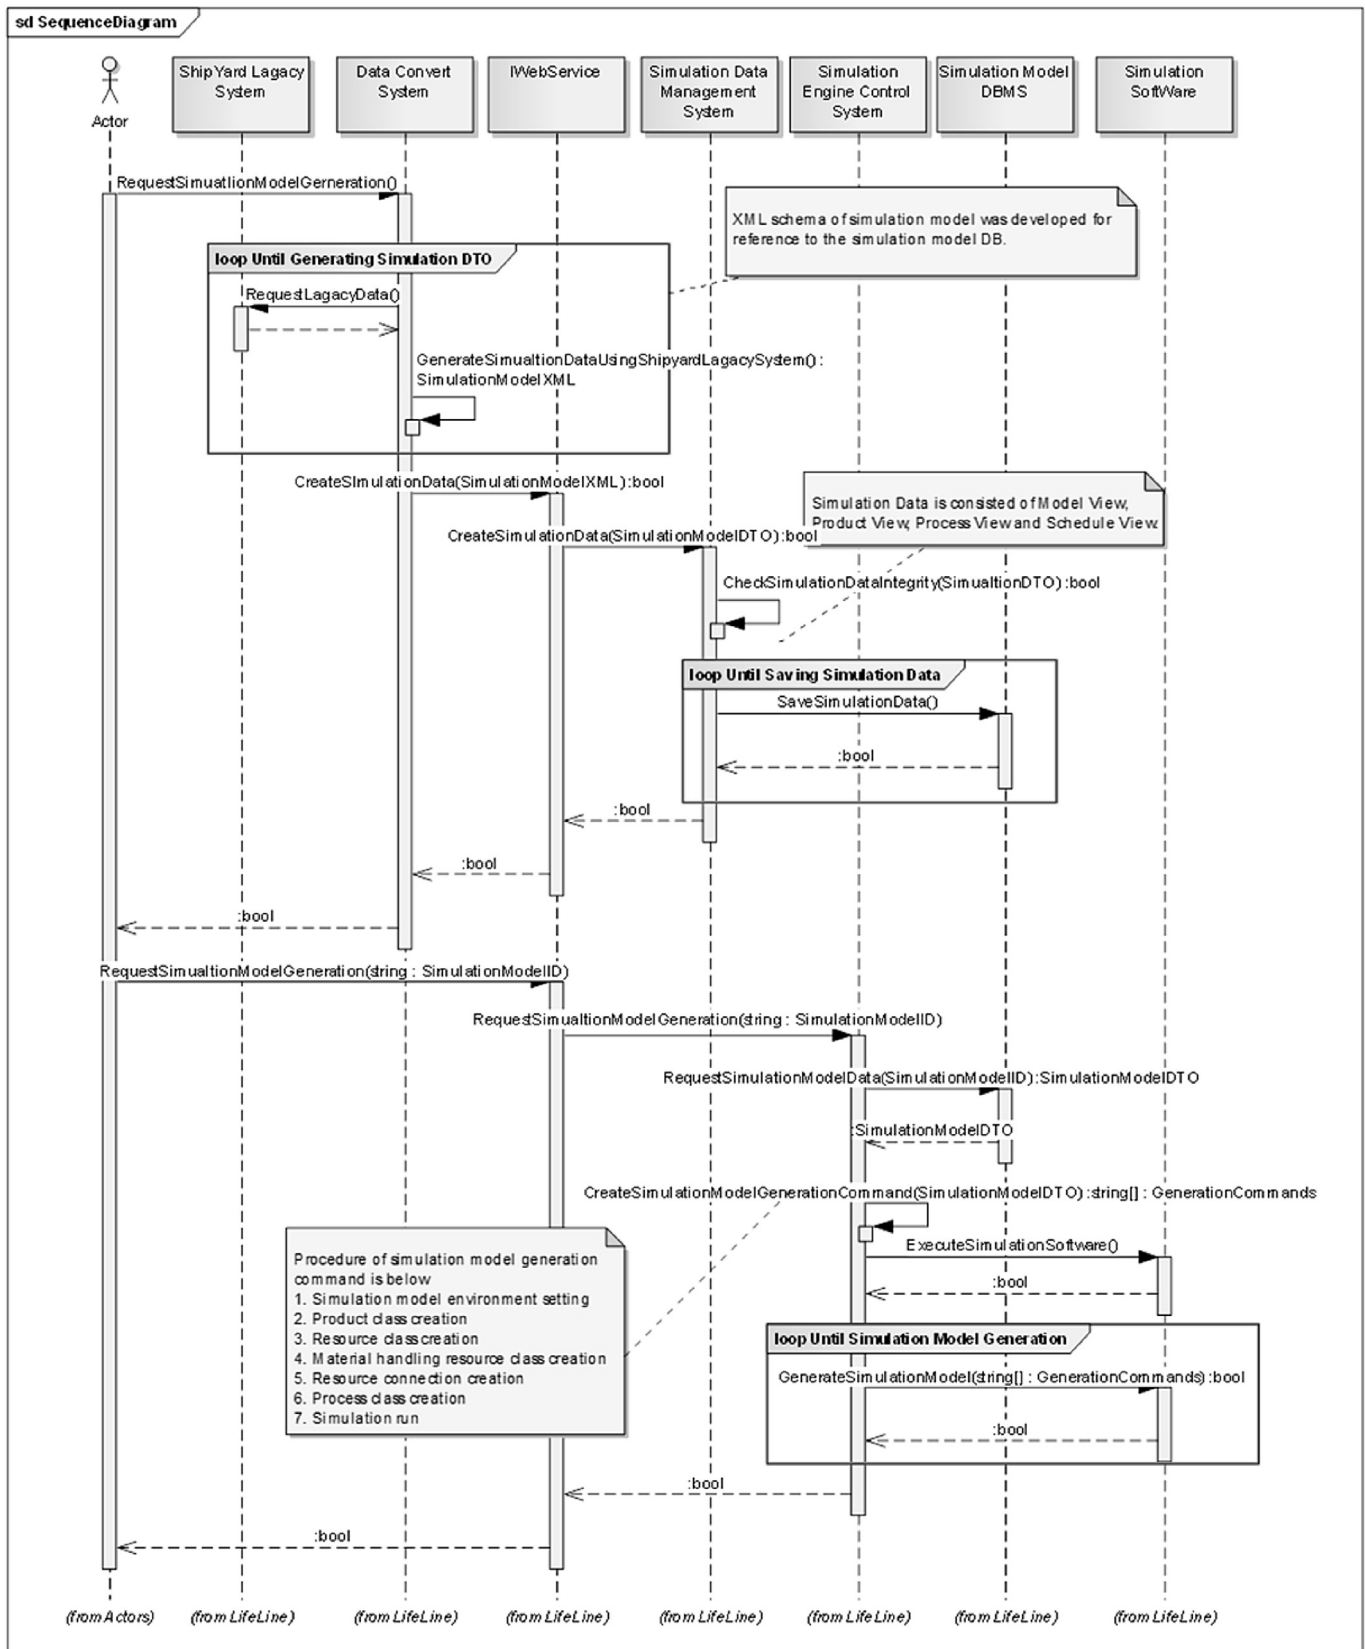 sd SequenceDiagram
Actor
ShipYard Lagacy
System
Data Convert
System
IWebService
Simulation Data
Management
System
Simulation
Engine Control
System
Simulation Model
DBMS
Simulation
SoftWare
RequestSimuatlionModelGerneration()
XML schema of simulation model was developed for
reference to the simulation model DB.
loop Until Generating Simulation DTO
RequestLagacyData()
GenerateSimualtionDataUsingShipyardLagacySystem() :
SimulationModelXML
CreateSImulationData(SimulationModelXML) :bool
Simulation Data is consisted of Model View,
Product View, Process View and Schedule View.
CreateSimulationData(SimulationModelDTO) :bool
CheckSimulationDataIntegrity(SimualtionDTO) :bool
loop Until Saving Simulation Data
SaveSimulationData()
:bool
:bool
:bool
:bool
RequestSimualtionModelGeneration(string : SimulationModelID)
RequestSimualtionModelGeneration(string : SimulationModelID)
RequestSimulationModelData(SimulationModelID) :SimulationModelDTO
:SimulationModelDTO
CreateSimulationModelGenerationCommand(SimulationModelDTO) :string[] : GenerationCommands
Procedure of simulation model generation
command is below
1. Simulation model environment setting
2. Product class creation
3. Resource class creation
4. Material handling resource class creation
5. Resource connection creation
6. Process class creation
7. Simulation run
ExecuteSimulationSoftware()
:bool
loop Until Simulation Model Generation
GenerateSimulationModel(string[] : GenerationCommands) :bool
:bool
:bool
:bool
(from Actors)
(from LifeLine)
(from LifeLine)
(from LifeLine)
(from LifeLine)
(from LifeLine)
(from LifeLine)
(from LifeLine)